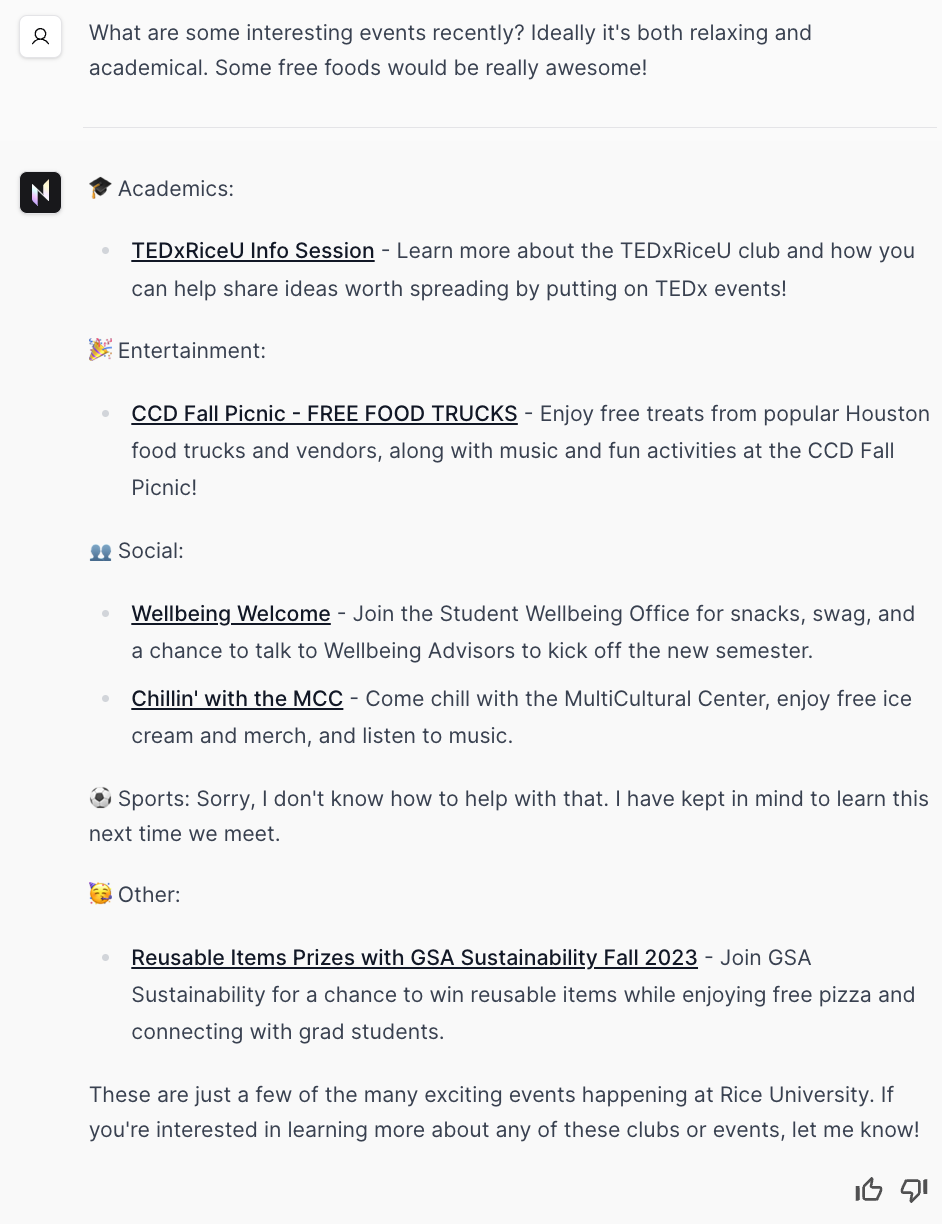 What are some interesting events recently? Ideally it's both relaxing and
academical. Some free foods would be really awesome!
🎓 Academics:
TEDxRiceU Info Session - Learn more about the TEDxRiceU club and how you
can help share ideas worth spreading by putting on TEDx events!
🎉 Entertainment:
CCD Fall Picnic - FREE FOOD TRUCKS - Enjoy free treats from popular Houston
food trucks and vendors, along with music and fun activities at the CCD Fall
Picnic!
👥 Social:
Wellbeing Welcome - Join the Student Wellbeing Office for snacks, swag, and
a chance to talk to Wellbeing Advisors to kick off the new semester.
Chillin' with the MCC - Come chill with the MultiCultural Center, enjoy free ice
cream and merch, and listen to music.
⚽ Sports: Sorry, I don't know how to help with that. I have kept in mind to learn this
next time we meet.
🥳 Other:
Reusable Items Prizes with GSA Sustainability Fall 2023 - Join GSA
Sustainability for a chance to win reusable items while enjoying free pizza and
connecting with grad students.
These are just a few of the many exciting events happening at Rice University. If
you're interested in learning more about any of these clubs or events, let me know!